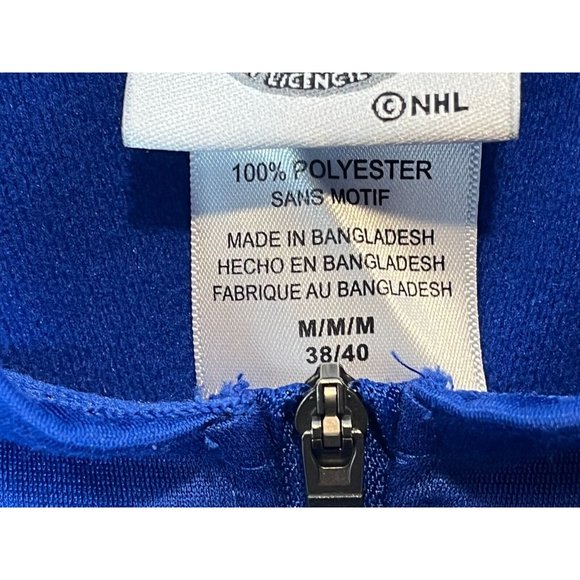 © NHL
100% POLYESTER
SANS MOTIF
MADE IN BANGLADESH
HECHO EN BANGLADESH
FABRIQUE AU BANGLADESH
M/M/M
38/40